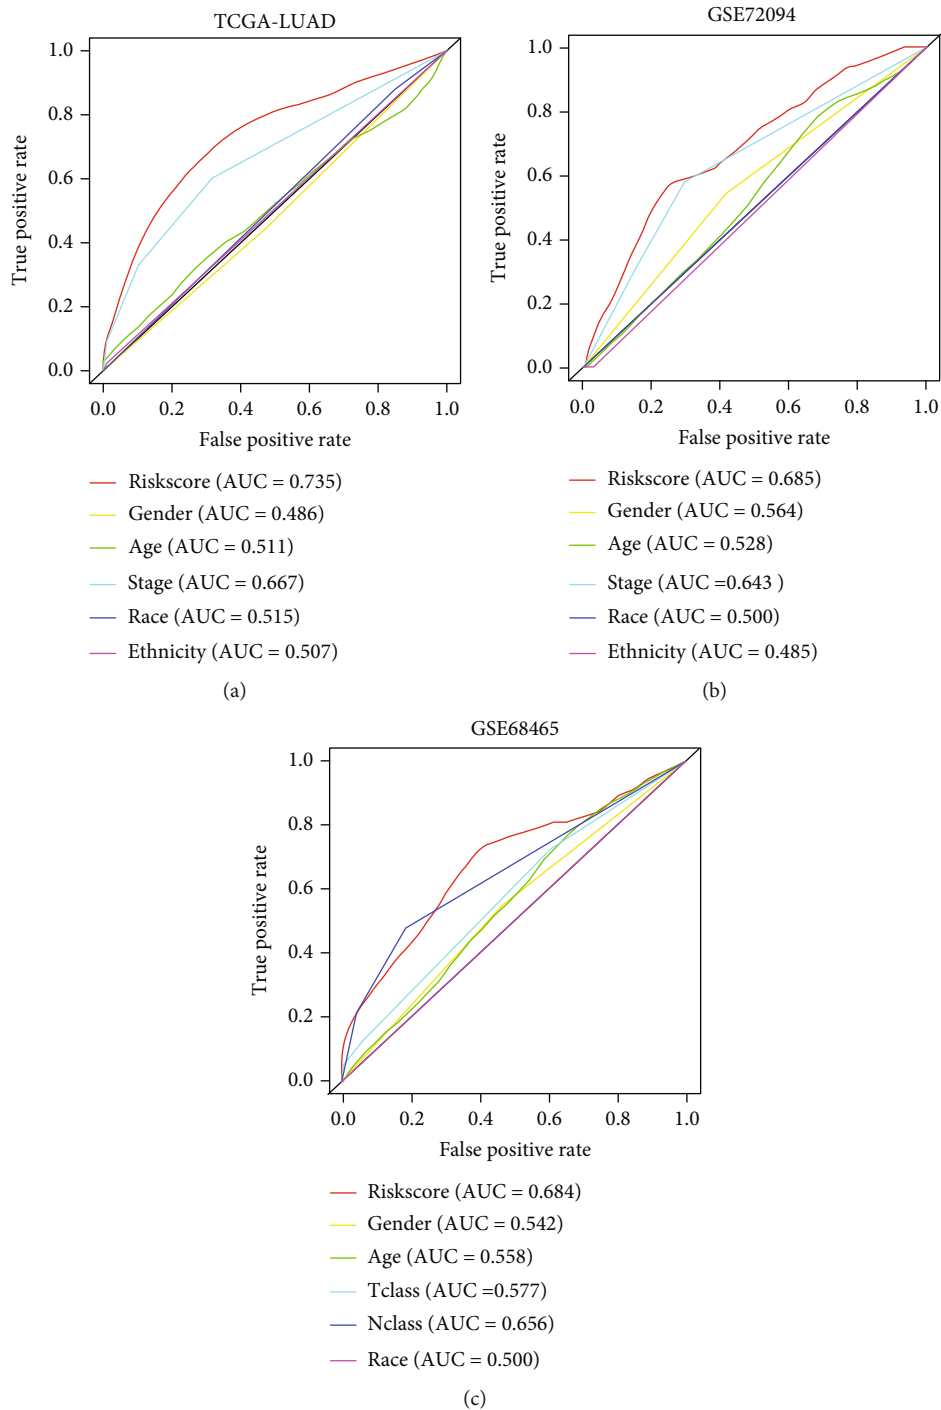 TCGA-LUAD
1.0
0.8
0.6
0.4
0.2
0.0
True positive rate
0.0 0.2 0.4 0.6 0.8 1.0
False positive rate
Riskscore (AUC = 0.735)
Gender (AUC = 0.486)
Age (AUC = 0.511)
Stage (AUC = 0.667)
Race (AUC = 0.515)
Ethnicity (AUC = 0.507)
(a)
GSE72094
1.0
0.8
0.6
0.4
0.2
0.0
True positive rate
0.0 0.2 0.4 0.6 0.8 1.0
False positive rate
Riskscore (AUC = 0.685)
Gender (AUC = 0.564)
Age (AUC = 0.528)
Stage (AUC =0.643 )
Race (AUC = 0.500)
Ethnicity (AUC = 0.485)
(b)
GSE68465
1.0
0.8
0.6
0.4
0.2
0.0
True positive rate
0.0 0.2 0.4 0.6 0.8 1.0
False positive rate
Riskscore (AUC = 0.684)
Gender (AUC = 0.542)
Age (AUC = 0.558)
Tclass (AUC =0.577)
Nclass (AUC = 0.656)
Race (AUC = 0.500)
(c)